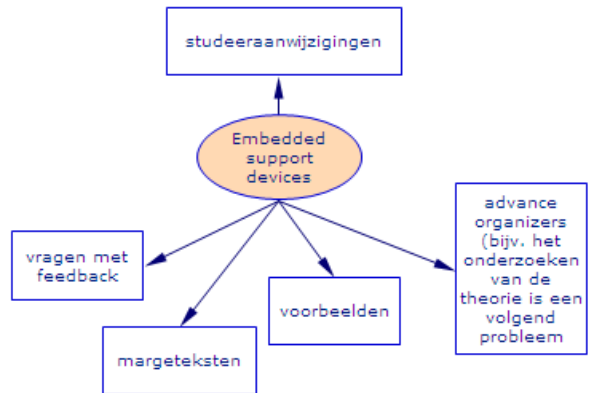 studeeraanwijzigingen
Embedded
support
devices
vragen met
feedback
margeteksten
voorbeelden
advance
organizers
(bijv. het
onderzoeken
van de
theorie is een
volgend
probleem